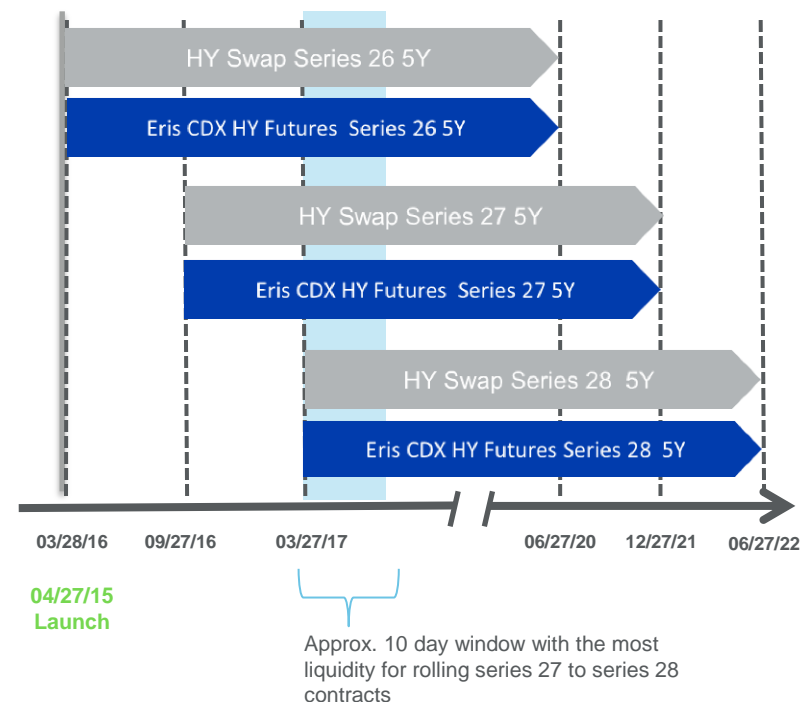 HY Swap Series 26 5Y
Eris CDX HY Futures Series 26 5Y
HY Swap Series 27 5Y
Eris CDX HY Futures Series 27 5Y
HY Swap Series 28 5Y
Eris CDX HY Futures Series 28 5Y
03/28/16 09/27/16 03/27/17 06/27/20 12/27/21 06/27/22
04/27/15
Launch
Approx. 10 day window with the most
liquidity for rolling series 27 to series 28
contracts